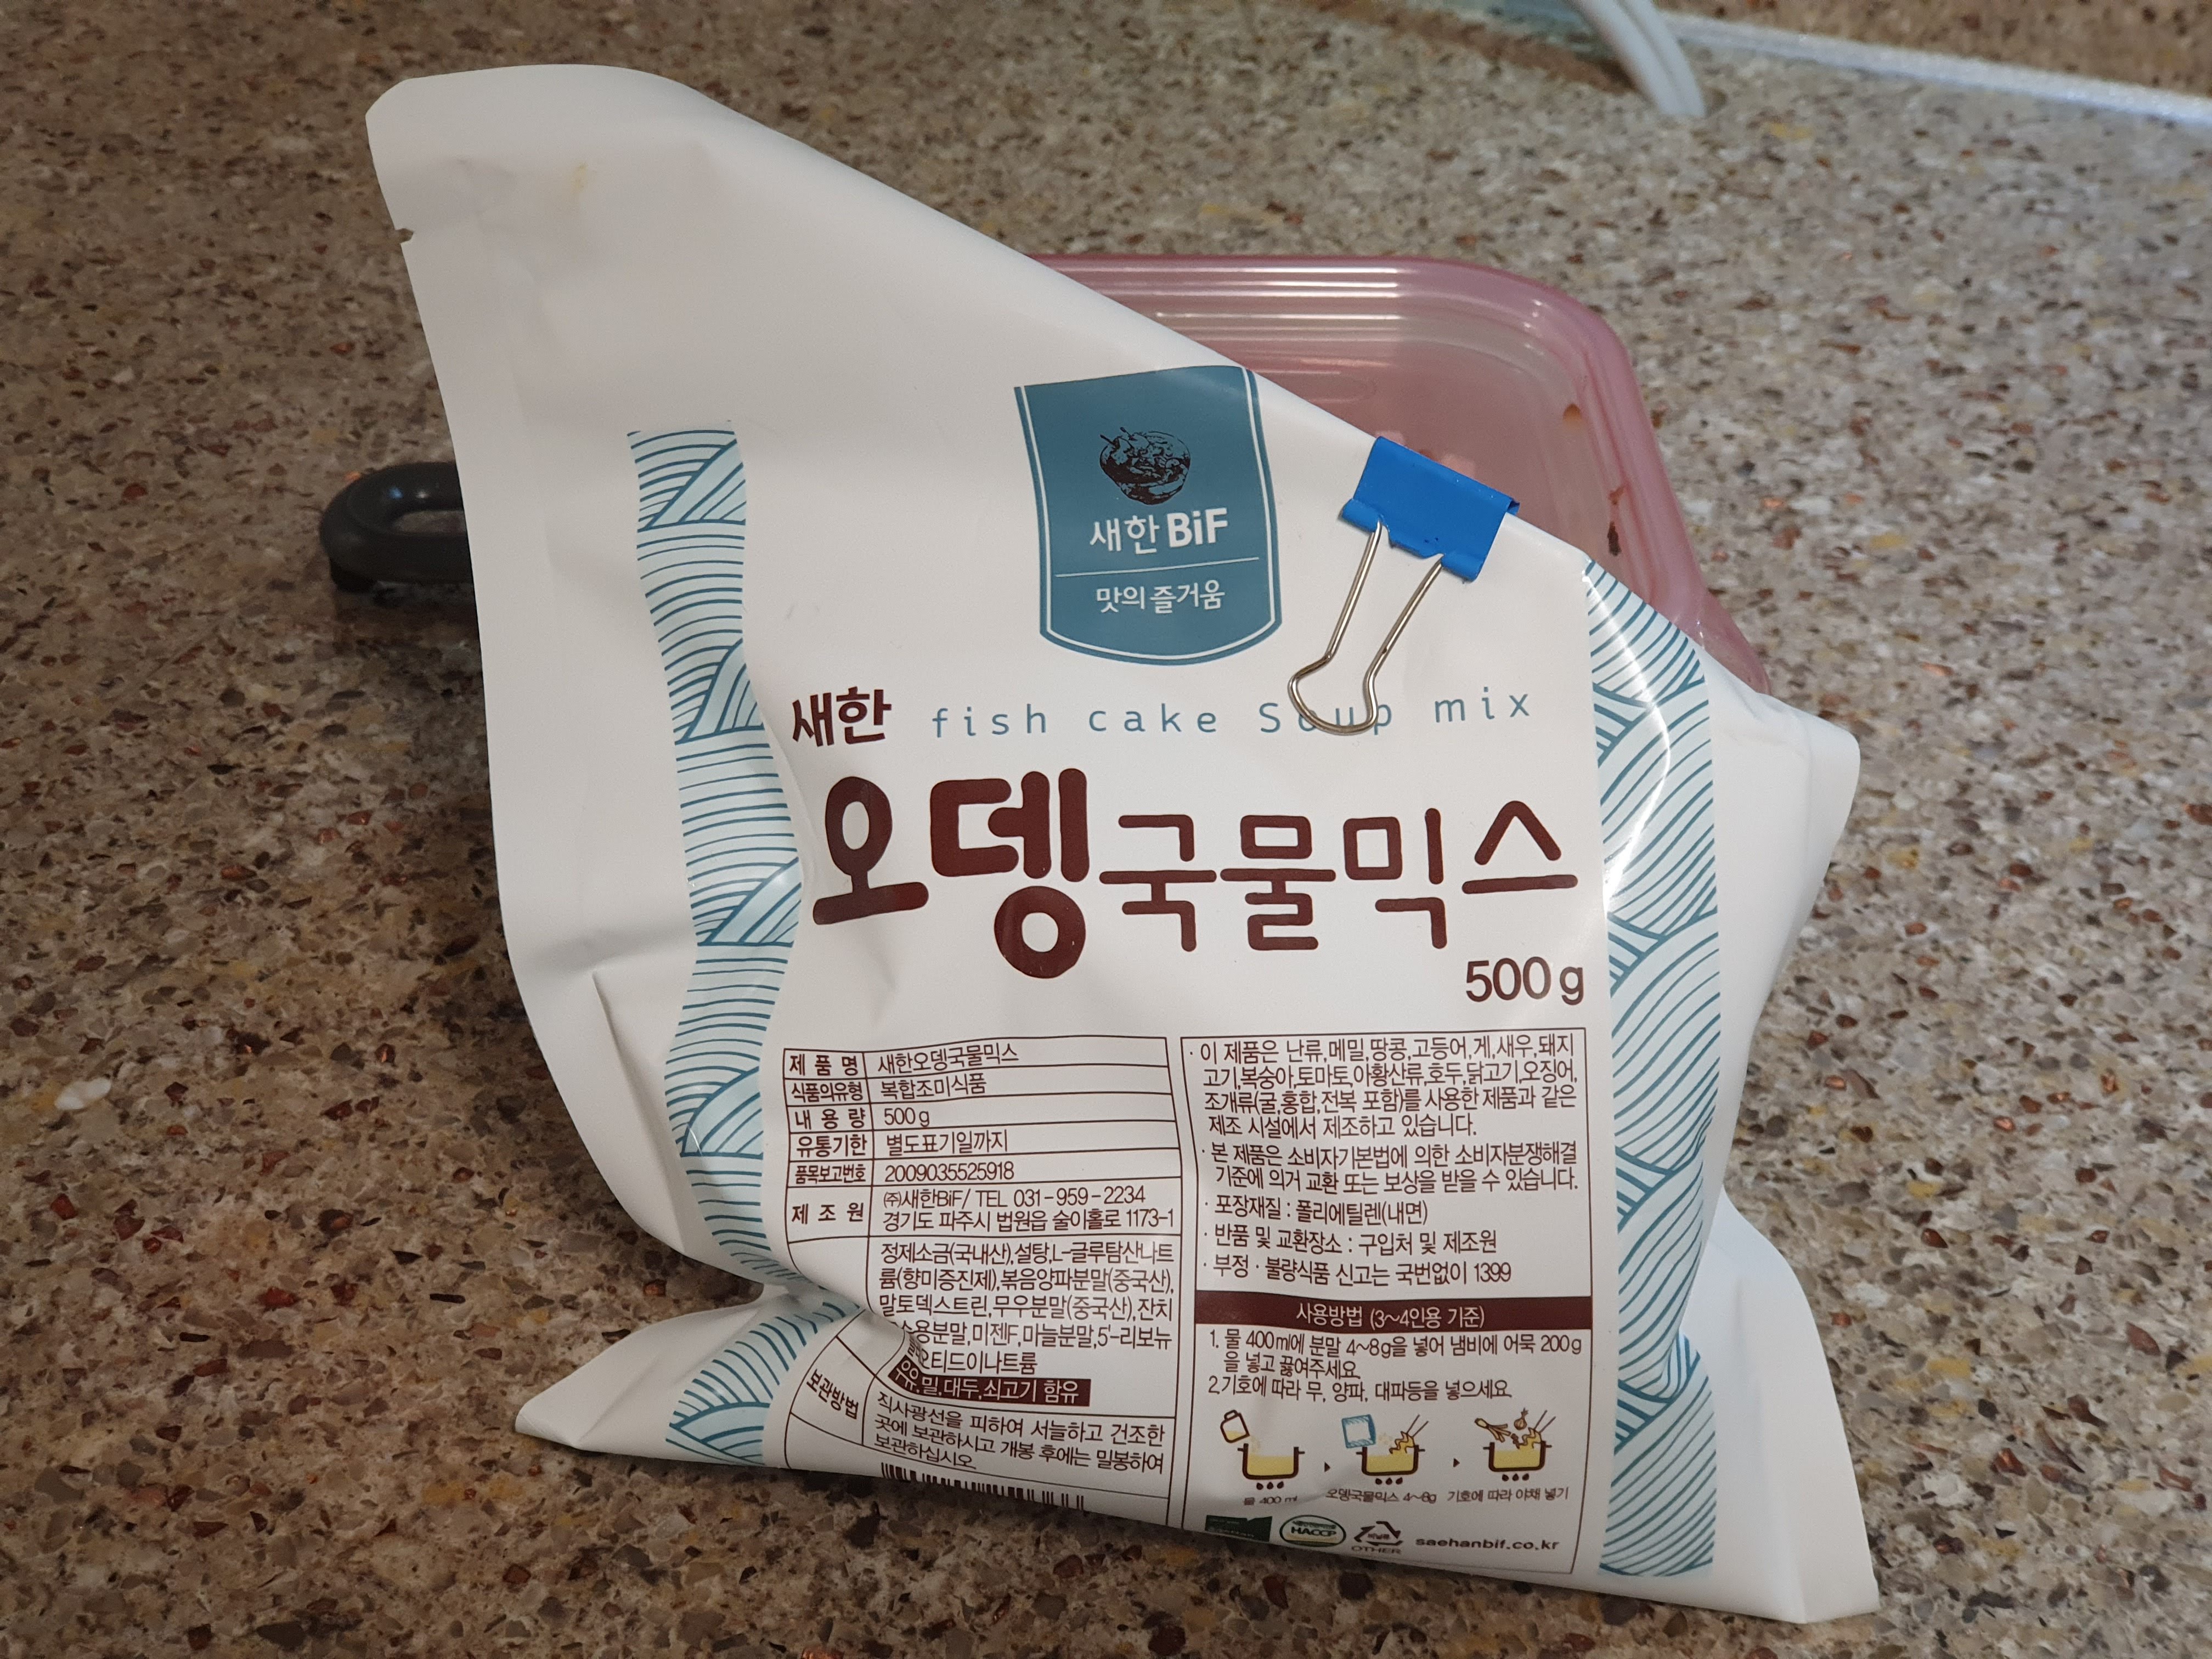 새한 BiF
맛의 즐거움
새한 fish cake Soup mix
오뎅국물믹스
500g
제 품 명 새한오뎅국물믹스
식품의유형 복합조미식품
내 용 량 500g
유통기한 별도표기일까지
품목보고번호 2009035525918
제 조 원 ㈜새한BiF/ TEL 031-959-2234
경기도 파주시 법원읍 술이홀로 1173-1
정제소금(국내산),설탕,L-글루탐산나트
륨(향미증진제),볶음양파분말(중국산),
말토덱스트린,무우분말(중국산),잔치
용분말,미젠F,마늘분말,5'-리보뉴
티드이나트륨
우유,밀,대두,쇠고기 함유
보관방법 직사광선을 피하여 서늘하고 건조한
곳에 보관하시고 개봉 후에는 밀봉하여
보관하십시오
· 이 제품은 난류,메밀,땅콩,고등어,게,새우,돼지
고기,복숭아,토마토,아황산류,호두,닭고기,오징어,
조개류(굴,홍합,전복 포함)를 사용한 제품과 같은
제조 시설에서 제조하고 있습니다.
· 본 제품은 소비자기본법에 의한 소비자분쟁해결
기준에 의거 교환 또는 보상을 받을 수 있습니다.
· 포장재질 : 폴리에틸렌(내면)
· 반품 및 교환장소 : 구입처 및 제조원
· 부정 · 불량식품 신고는 국번없이 1399
사용방법 (3~4인용 기준)
1. 물 400ml에 분말 4~8g을 넣어 냄비에 어묵 200g
을 넣고 끓여주세요
2.기호에 따라 무, 양파, 대파등을 넣으세요.
물 400 ml
오뎅국물믹스 4~8g
기호에 따라 야채 넣기
HACCP
OTHER
saehanbif.co.kr